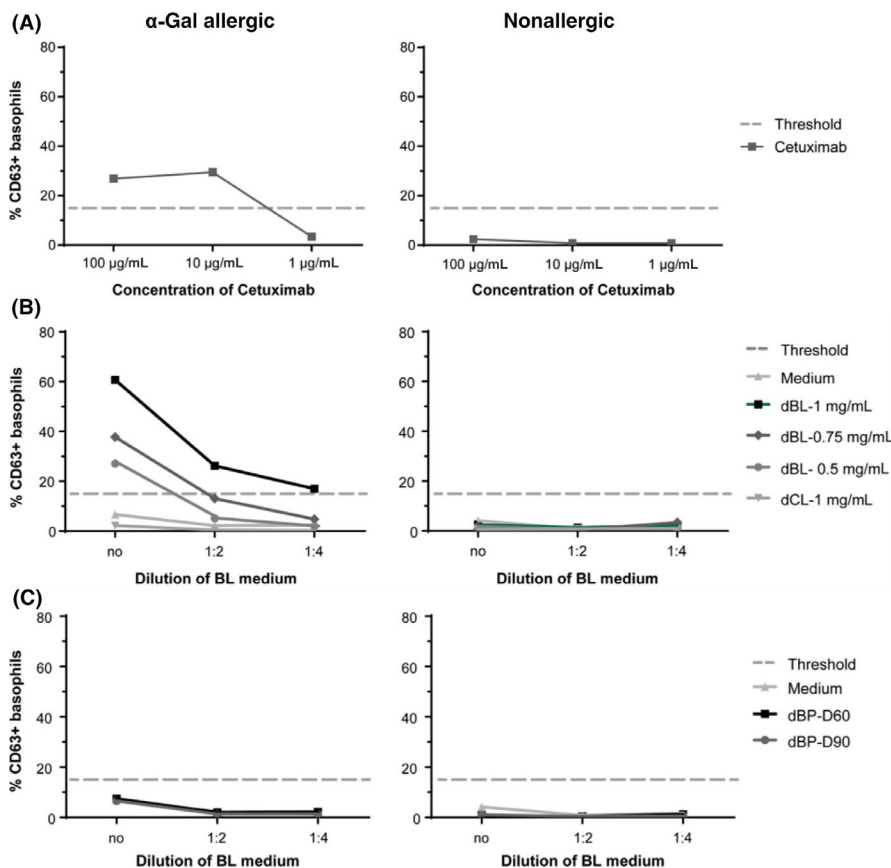 (A)
α-Gal allergic
Nonallergic
% CD63+ basophils
80
60
40
20
0
100 µg/mL 10 µg/mL 1 µg/mL
Concentration of Cetuximab
80
60
40
20
0
100 µg/mL 10 µg/mL 1 µg/mL
Concentration of Cetuximab
Threshold
Cetuximab
(B)
% CD63+ basophils
80
60
40
20
0
no 1:2 1:4
Dilution of BL medium
80
60
40
20
0
no 1:2 1:4
Dilution of BL medium
Threshold
Medium
dBL-1 mg/mL
dBL-0.75 mg/mL
dBL- 0.5 mg/mL
dCL-1 mg/mL
(C)
% CD63+ basophils
80
60
40
20
0
no 1:2 1:4
Dilution of BL medium
80
60
40
20
0
no 1:2 1:4
Dilution of BL medium
Threshold
Medium
dBP-D60
dBP-D90